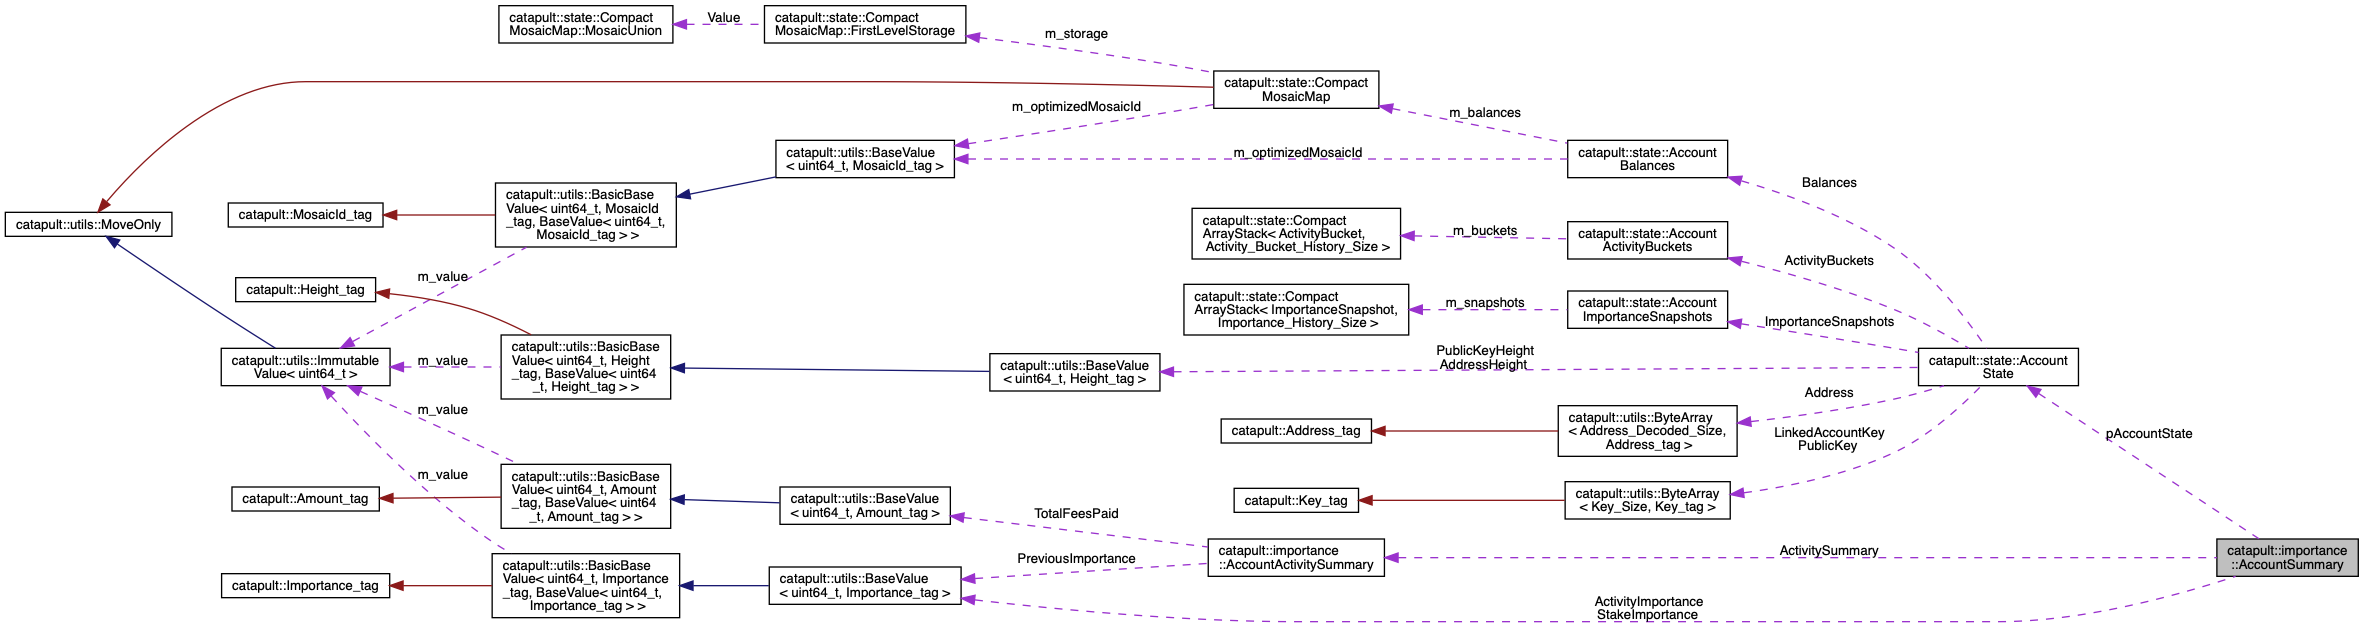 catapult::state::Compact
MosaicMap::MosaicUnion
Value
catapult::state::Compact
MosaicMap::FirstLevelStorage
m_storage
catapult::state::Compact
MosaicMap
m_optimizedMosaicId
m_balances
catapult::utils::BaseValue
< uint64_t, MosaicId_tag >
m_optimizedMosaicId
catapult::state::Account
Balances
Balances
catapult::utils::MoveOnly
catapult::MosaicId_tag
catapult::utils::BasicBase
Value< uint64_t, MosaicId
_tag, BaseValue< uint64_t,
MosaicId_tag > >
catapult::state::Compact
ArrayStack< ActivityBucket,
Activity_Bucket_History_Size >
m_buckets
catapult::state::Account
ActivityBuckets
ActivityBuckets
m_value
catapult::Height_tag
catapult::state::Compact
ArrayStack< ImportanceSnapshot,
Importance_History_Size >
m_snapshots
catapult::state::Account
ImportanceSnapshots
ImportanceSnapshots
catapult::utils::Immutable
Value< uint64_t >
m_value
catapult::utils::BasicBase
Value< uint64_t, Height
_tag, BaseValue< uint64
_t, Height_tag > >
catapult::utils::BaseValue
< uint64_t, Height_tag >
PublicKeyHeight
AddressHeight
catapult::state::Account
State
m_value
catapult::Address_tag
catapult::utils::ByteArray
< Address_Decoded_Size,
Address_tag >
Address
LinkedAccountKey
PublicKey
pAccountState
m_value
catapult::Amount_tag
catapult::utils::BasicBase
Value< uint64_t, Amount
_tag, BaseValue< uint64
_t, Amount_tag > >
catapult::utils::BaseValue
< uint64_t, Amount_tag >
TotalFeesPaid
catapult::Key_tag
catapult::utils::ByteArray
< Key_Size, Key_tag >
catapult::Importance_tag
catapult::utils::BasicBase
Value< uint64_t, Importance
_tag, BaseValue< uint64_t,
Importance_tag > >
catapult::utils::BaseValue
< uint64_t, Importance_tag >
PreviousImportance
catapult::importance
::AccountActivitySummary
ActivitySummary
catapult::importance
::AccountSummary
ActivityImportance
StakeImportance